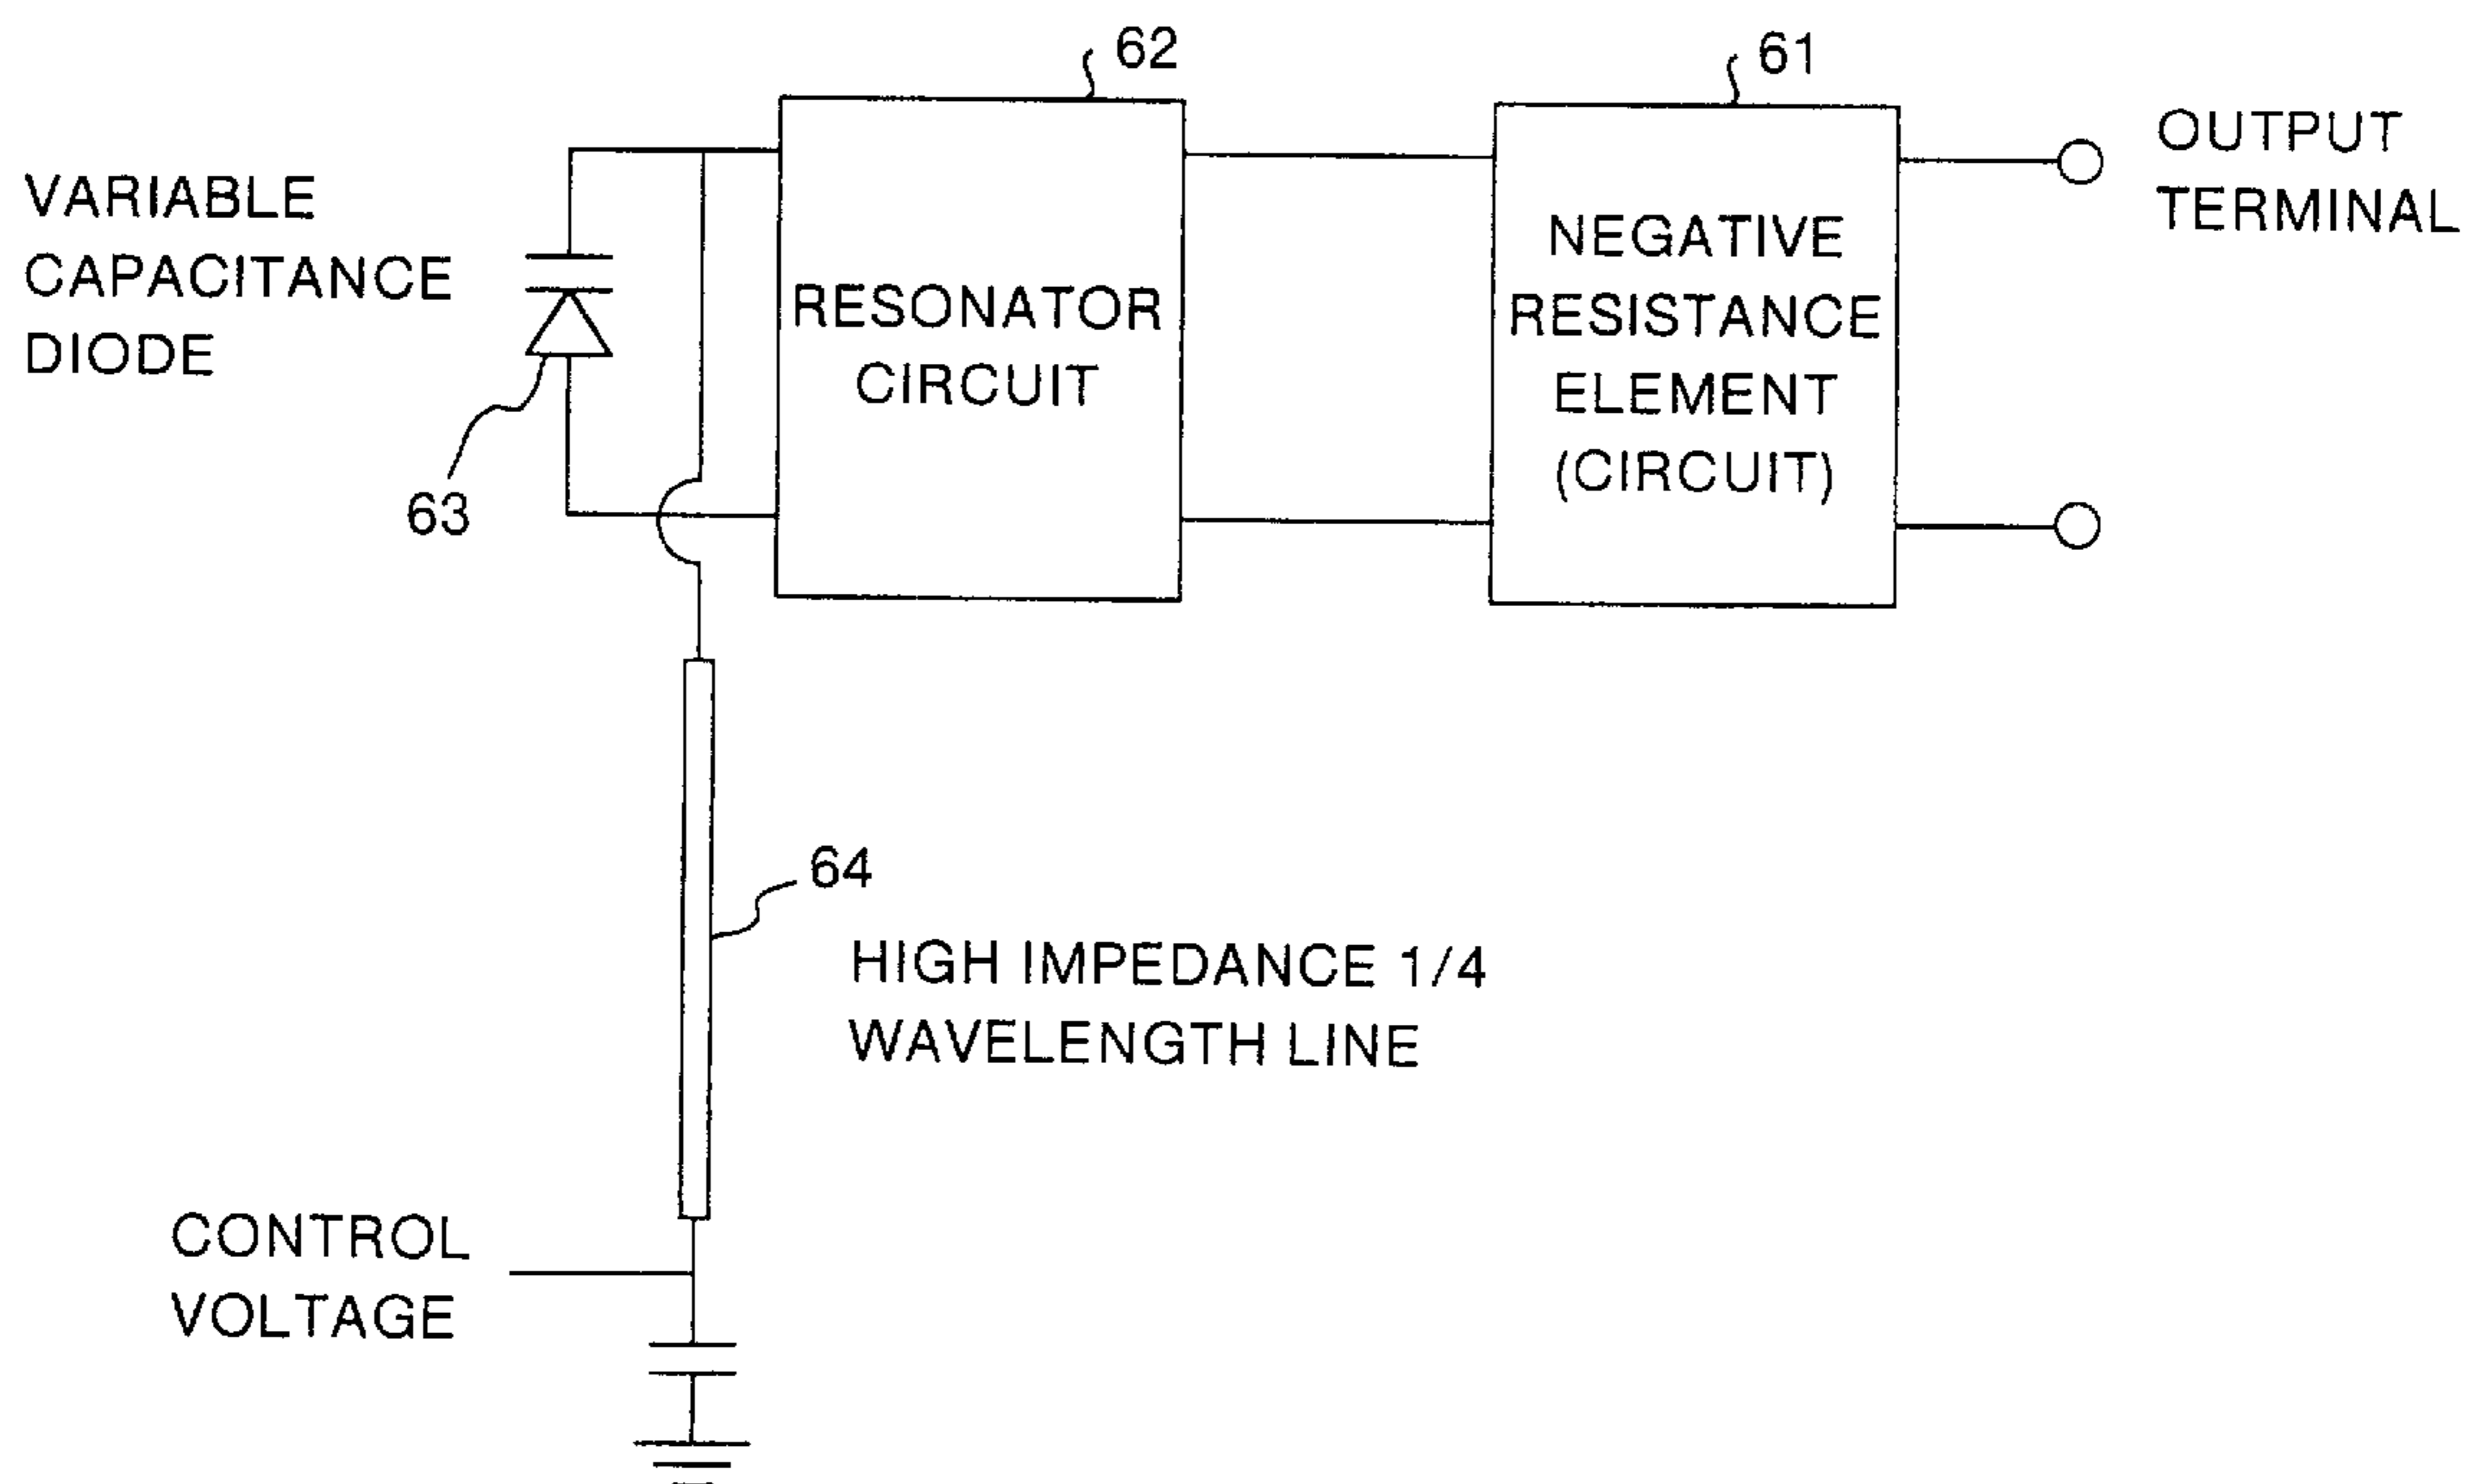 62
61
OUTPUT
TERMINAL
VARIABLE
CAPACITANCE
DIODE
63
RESONATOR
CIRCUIT
NEGATIVE
RESISTANCE
ELEMENT
(CIRCUIT)
64
HIGH IMPEDANCE 1/4
WAVELENGTH LINE
CONTROL
VOLTAGE